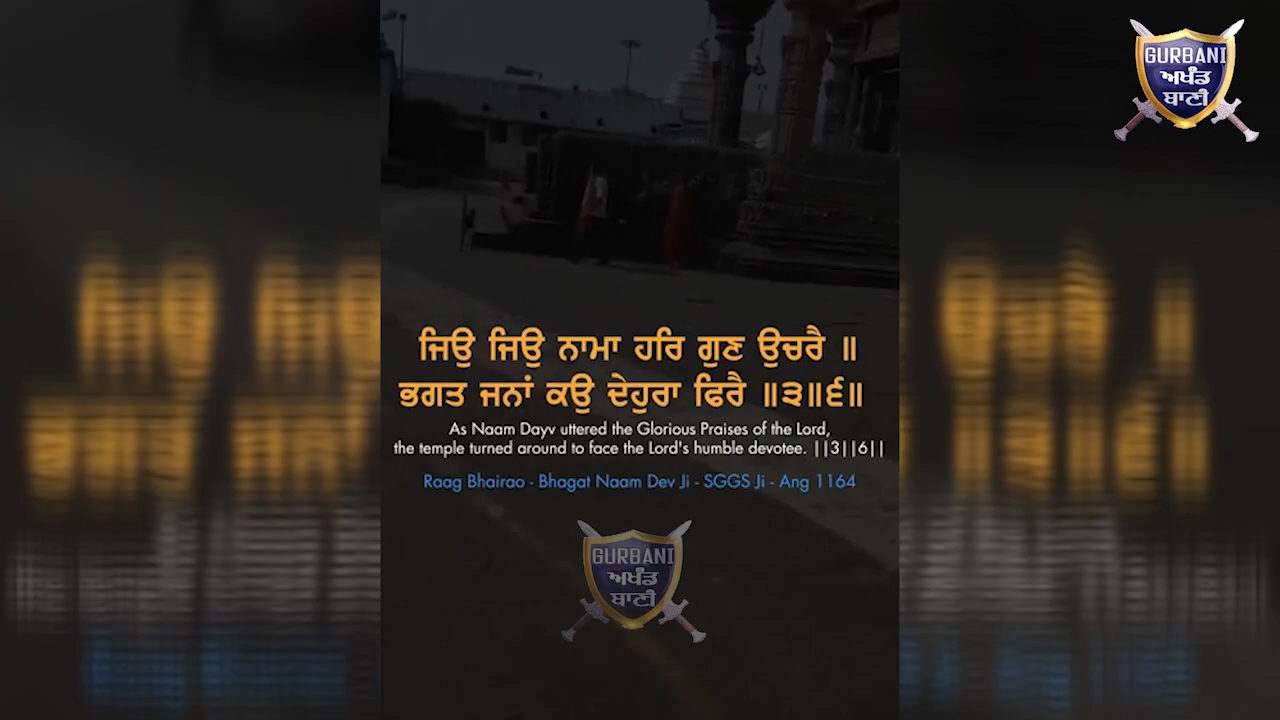 GURBANI
ਅਖੰਡ
ਬਾਣੀ
ਜਿਉ ਜਿਉ ਨਾਮਾ ਹਰਿ ਗੁਣ ਉਚਰੈ ॥
ਭਗਤ ਜਨਾਂ ਕਉ ਦੇਹੁਰਾ ਫਿਰੈ ॥੩॥੬॥
As Naam Dayv uttered the Glorious Praises of the Lord,
the temple turned around to face the Lord's humble devotee. ||3||6||
Raag Bhairao - Bhagat Naam Dev Ji - SGGS Ji - Ang 1164
GURBANI
ਅਖੰਡ
ਬਾਣੀ